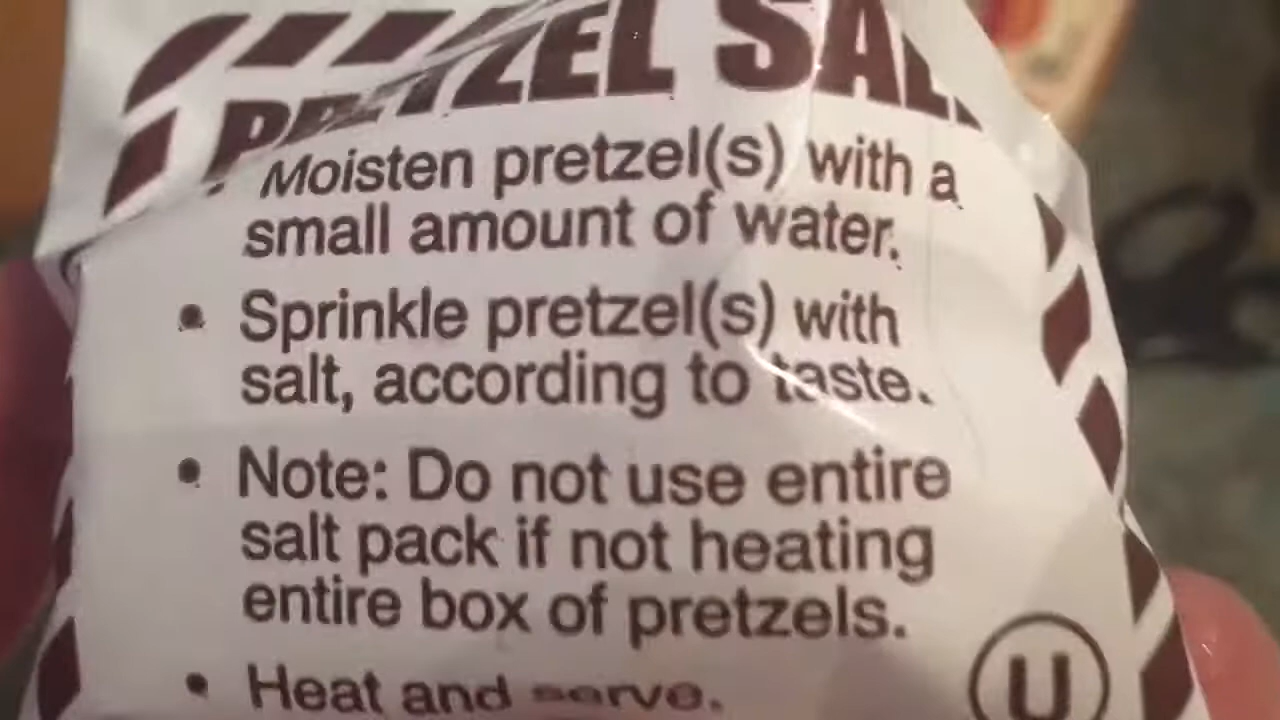 PRETZEL SALT
• Moisten pretzel(s) with a
small amount of water.
• Sprinkle pretzel(s) with
salt, according to taste.
• Note: Do not use entire
salt pack if not heating
entire box of pretzels.
• Heat and serve.
U